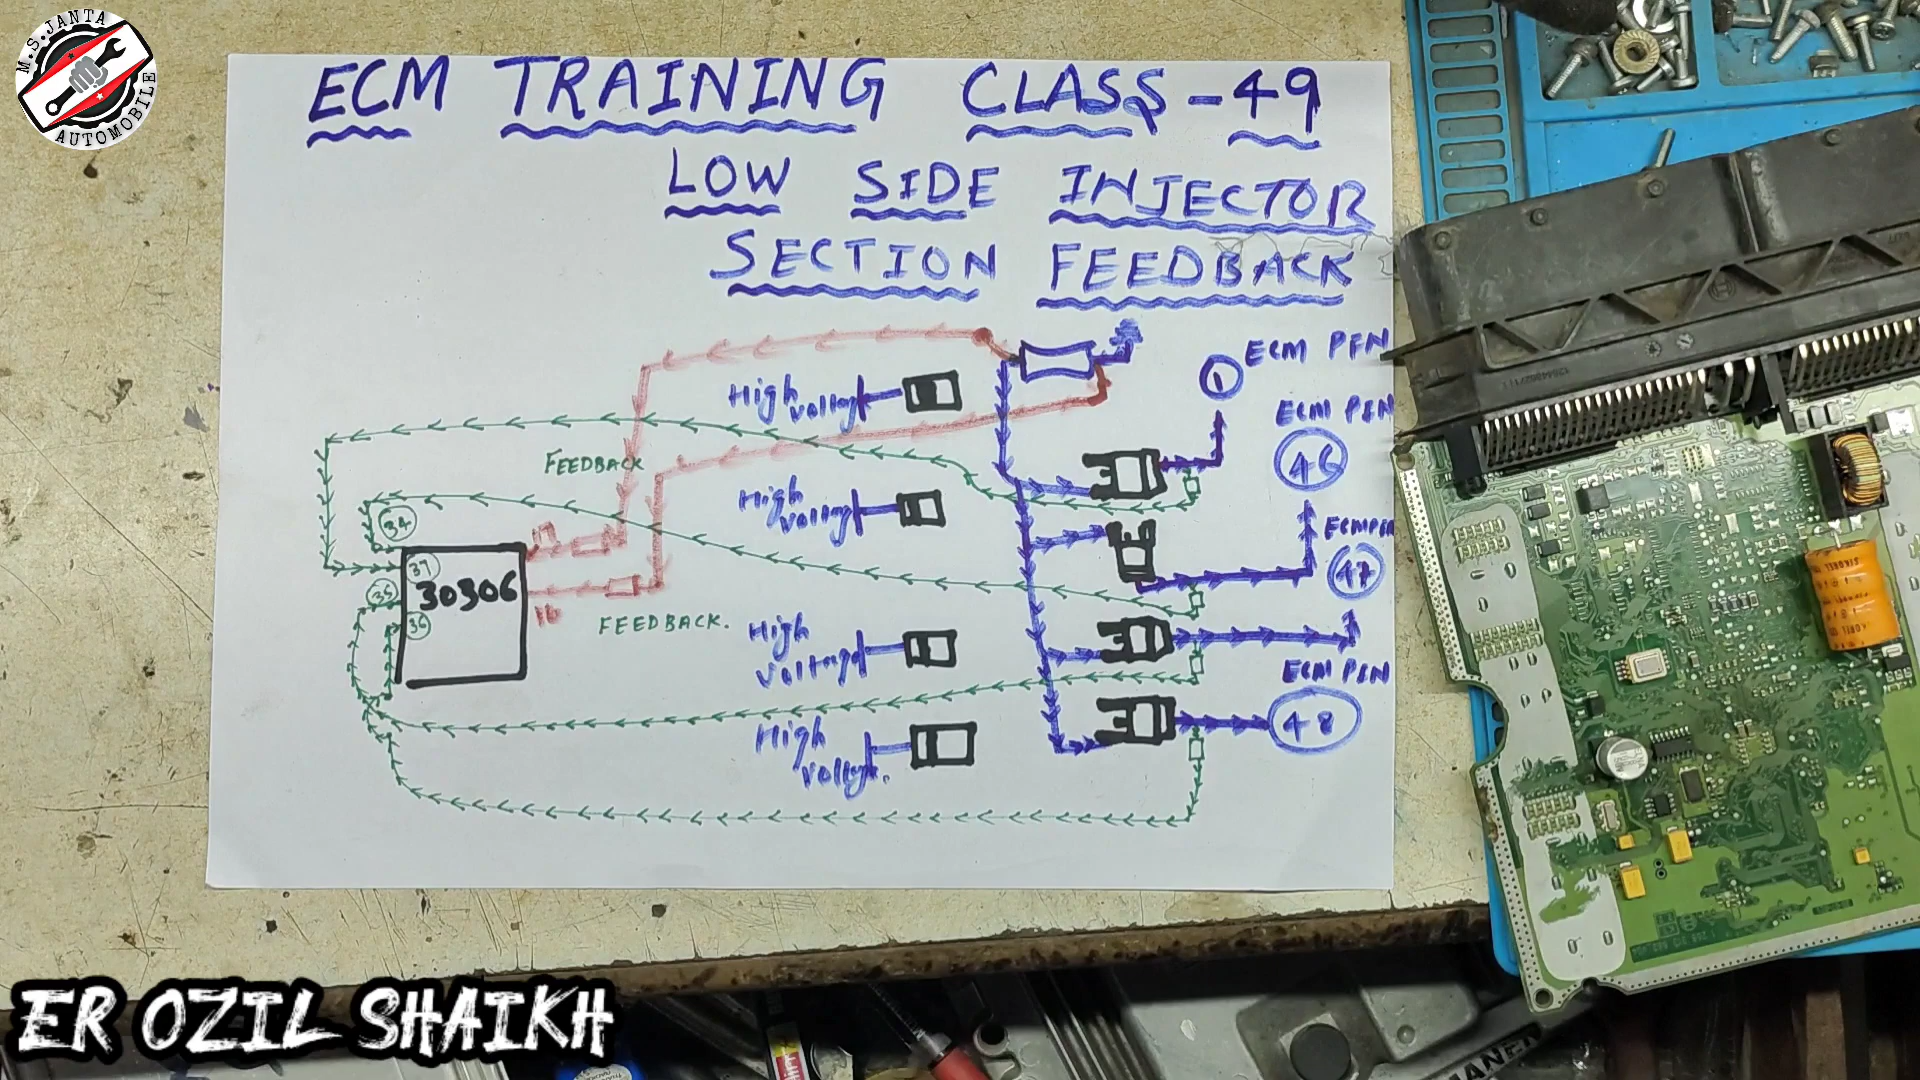 M.S.JANTA
AUTOMOBILE
ECM TRAINING CLASS-49
LOW SIDE INJECTOR
SECTION FEEDBACK
ECM PIN
1
High voltage
ECM PIN
46
FEEDBACK
High voltage
34
ECM PIN
47
17
37
30306
35
16
36
FEEDBACK.
High voltage
ECM PIN
48
High voltage.
ER OZIL SHAIKH